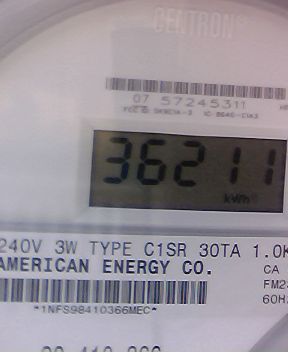 CENTRON®
07 57245311
36211
kWh
240V 3W TYPE C1SR 30TA 1.0K
AMERICAN ENERGY CO.
CA
FM2
60H
*1NFS98410366MEC*